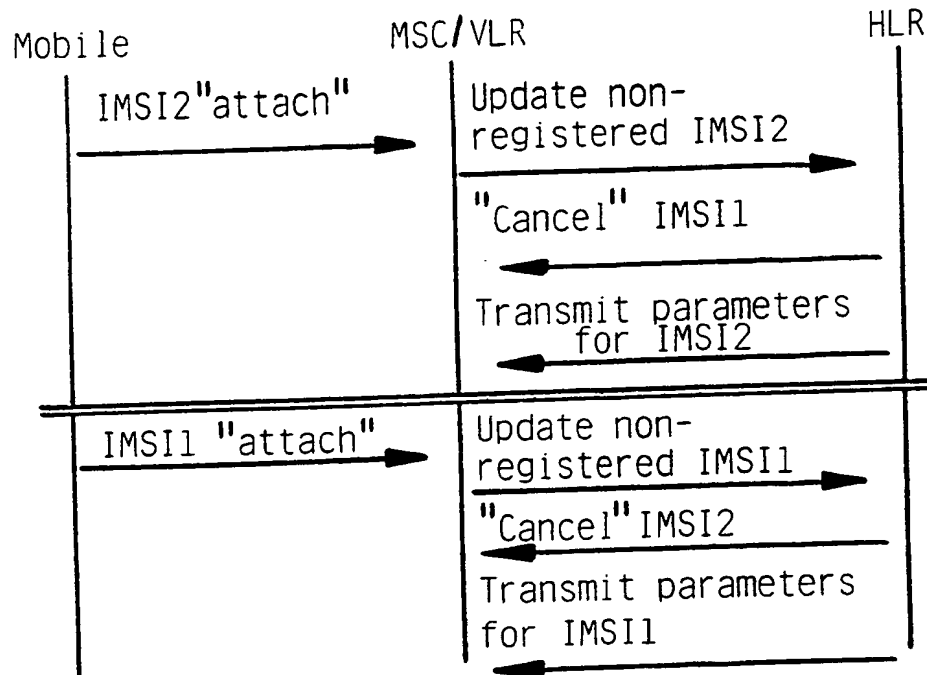 Mobile
MSC/VLR
HLR
IMSI2"attach"
Update non-
registered IMSI2
"Cancel" IMSI1
Transmit parameters
for IMSI2
IMSI1 "attach"
Update non-
registered IMSI1
"Cancel"IMSI2
Transmit parameters
for IMSI1